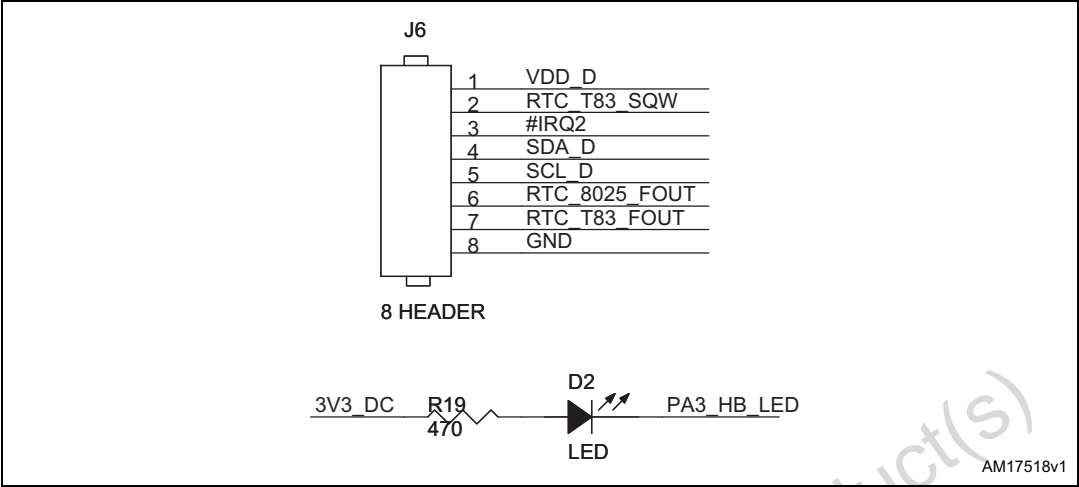 J6
1 VDD_D
2 RTC_T83_SQW
3 #IRQ2
4 SDA_D
5 SCL_D
6 RTC_8025_FOUT
7 RTC_T83_FOUT
8 GND
8 HEADER
D2
3V3_DC R19 PA3_HB_LED
470
LED
AM17518v1